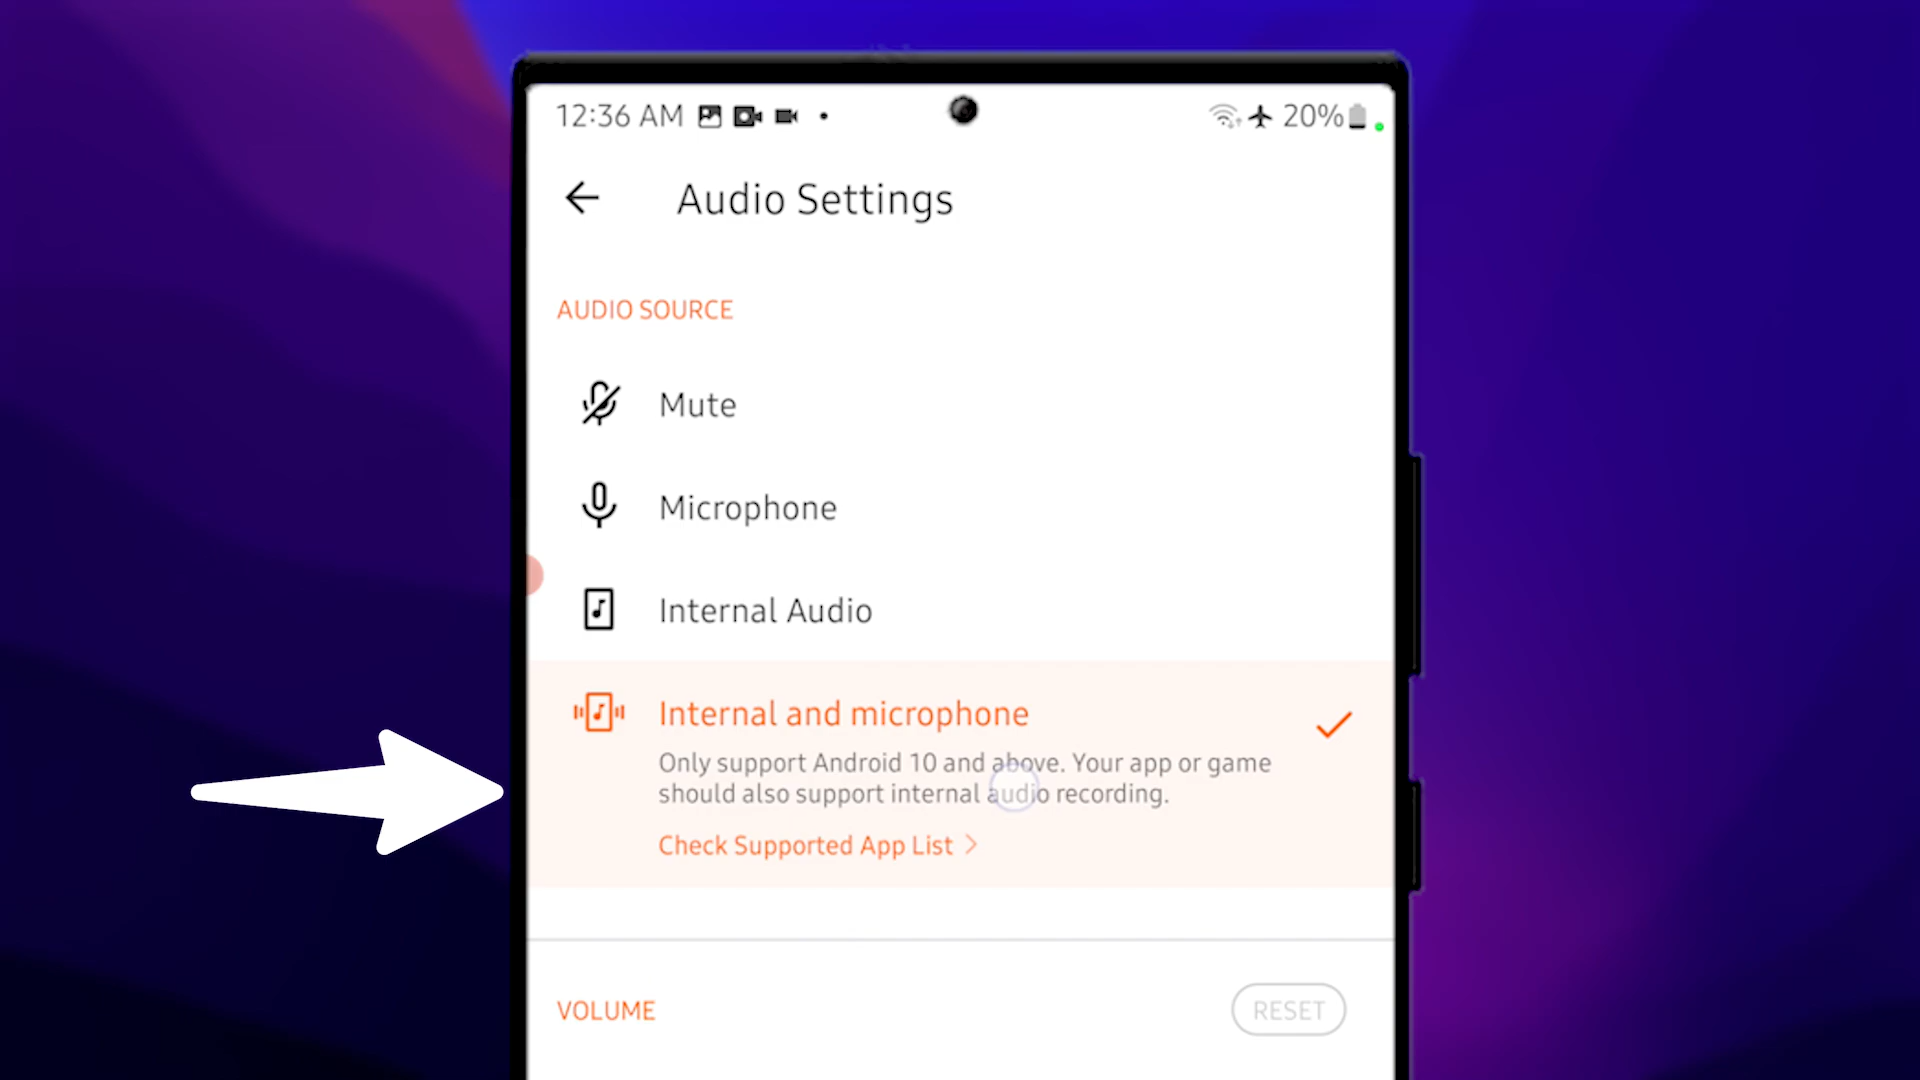 12:36 AM 20%
Audio Settings
AUDIO SOURCE
Mute
Microphone
Internal Audio
Internal and microphone
Only support Android 10 and above. Your app or game
should also support internal audio recording.
Check Supported App List >
VOLUME RESET